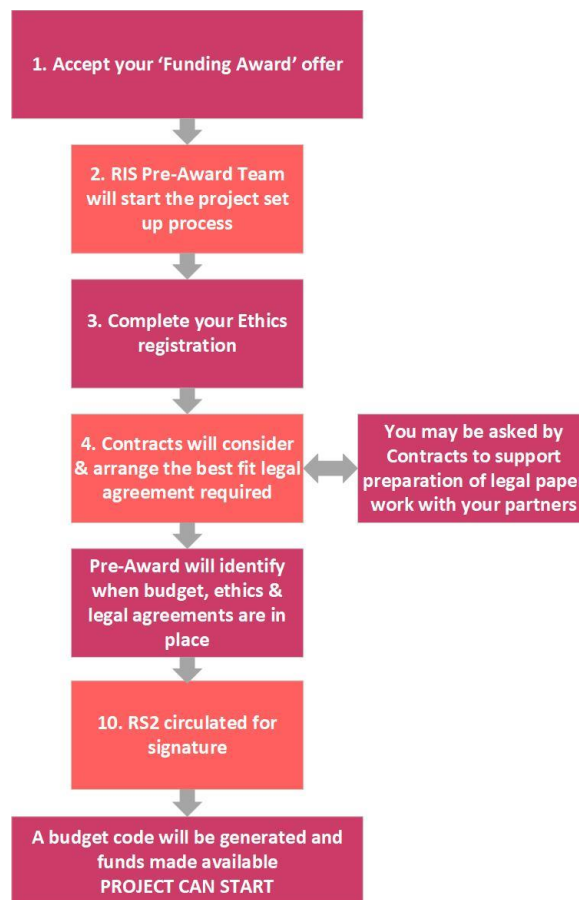 1. Accept your ‘Funding Award’ offer
2. RIS Pre-Award Team
will start the project set
up process
3. Complete your Ethics
registration
4. Contracts will consider
& arrange the best fit legal
agreement required
You may be asked by
Contracts to support
preparation of legal paper
work with your partners
Pre-Award will identify
when budget, ethics &
legal agreements are in
place
10. RS2 circulated for
signature
A budget code will be generated and
funds made available
PROJECT CAN START